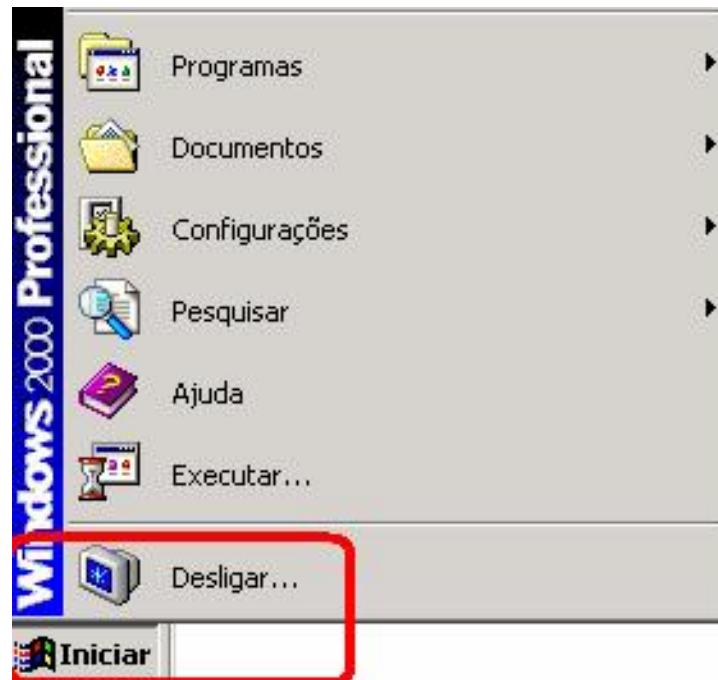 Windows 2000 Professional
Programas
Documentos
Configurações
Pesquisar
Ajuda
Executar...
Desligar...
Iniciar